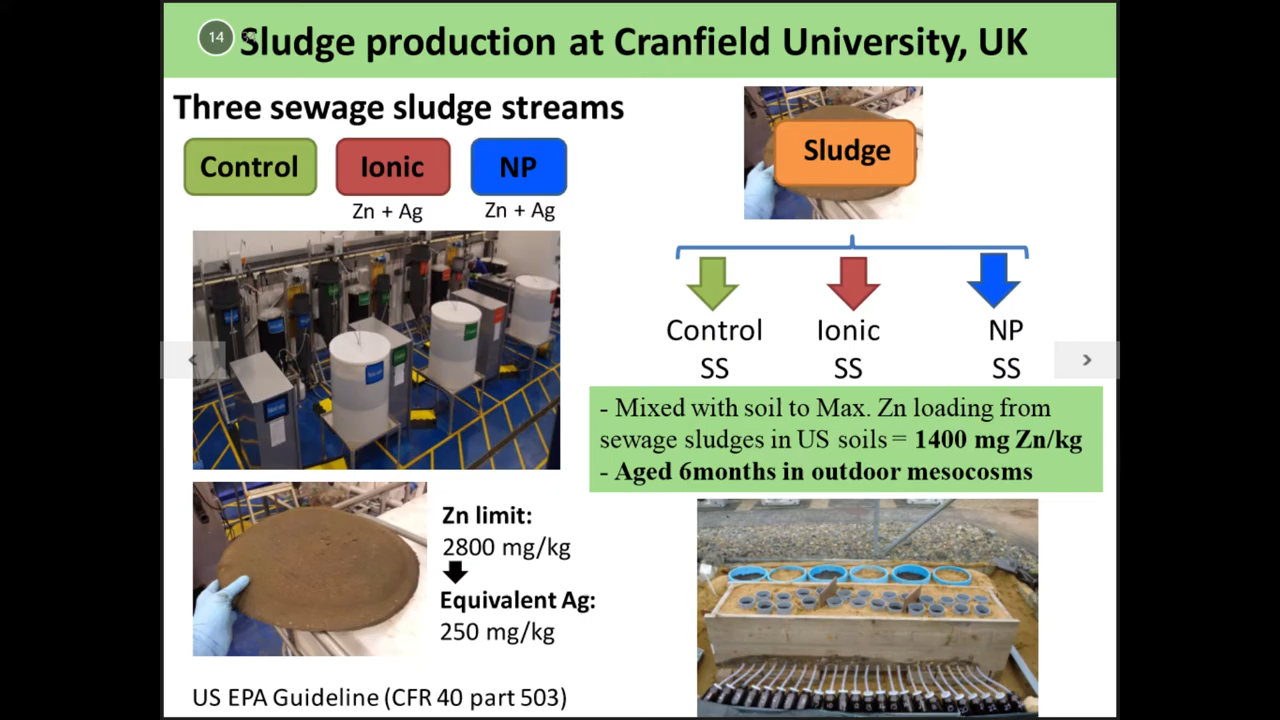 14
Sludge production at Cranfield University, UK
Three sewage sludge streams
Control
Ionic
NP
Zn + Ag
Zn + Ag
Zn limit:
2800 mg/kg
Equivalent Ag:
250 mg/kg
US EPA Guideline (CFR 40 part 503)
Sludge
Control
SS
Ionic
SS
NP
SS
- Mixed with soil to Max. Zn loading from
sewage sludges in US soils = 1400 mg Zn/kg
- Aged 6months in outdoor mesocosms